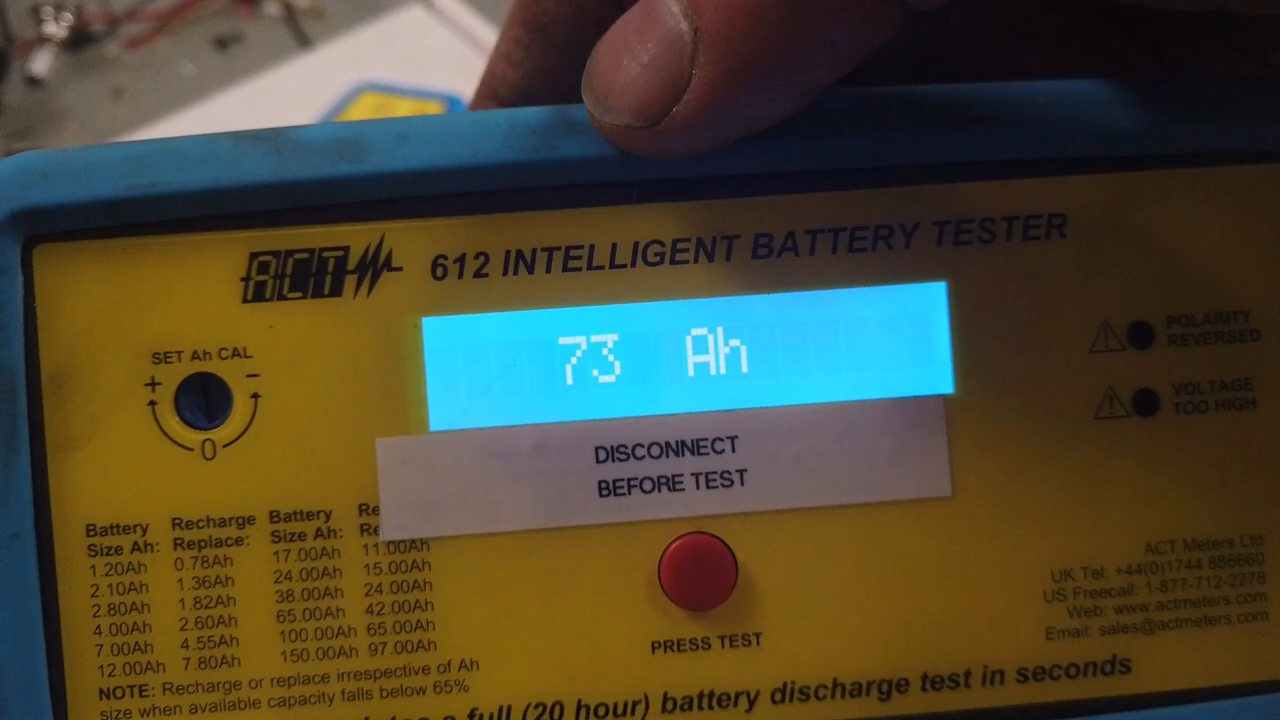 ACT
612 INTELLIGENT BATTERY TESTER
73 Ah
SET Ah CAL
+ -
0
POLARITY
REVERSED
VOLTAGE
TOO HIGH
DISCONNECT
BEFORE TEST
PRESS TEST
Battery Recharge Battery Re
Size Ah: Replace: Size Ah: Re
1.20Ah 0.78Ah 17.00Ah 11.00Ah
2.10Ah 1.36Ah 24.00Ah 15.00Ah
2.80Ah 1.82Ah 38.00Ah 24.00Ah
4.00Ah 2.60Ah 65.00Ah 42.00Ah
7.00Ah 4.55Ah 100.00Ah 65.00Ah
12.00Ah 7.80Ah 150.00Ah 97.00Ah
NOTE: Recharge or replace irrespective of Ah
size when available capacity falls below 65%
ACT Meters Ltd
UK Tel: +44(0)1744 886660
US Freecall: 1-877-712-2278
Web: www.actmeters.com
Email: sales@actmeters.com
a full (20 hour) battery discharge test in seconds